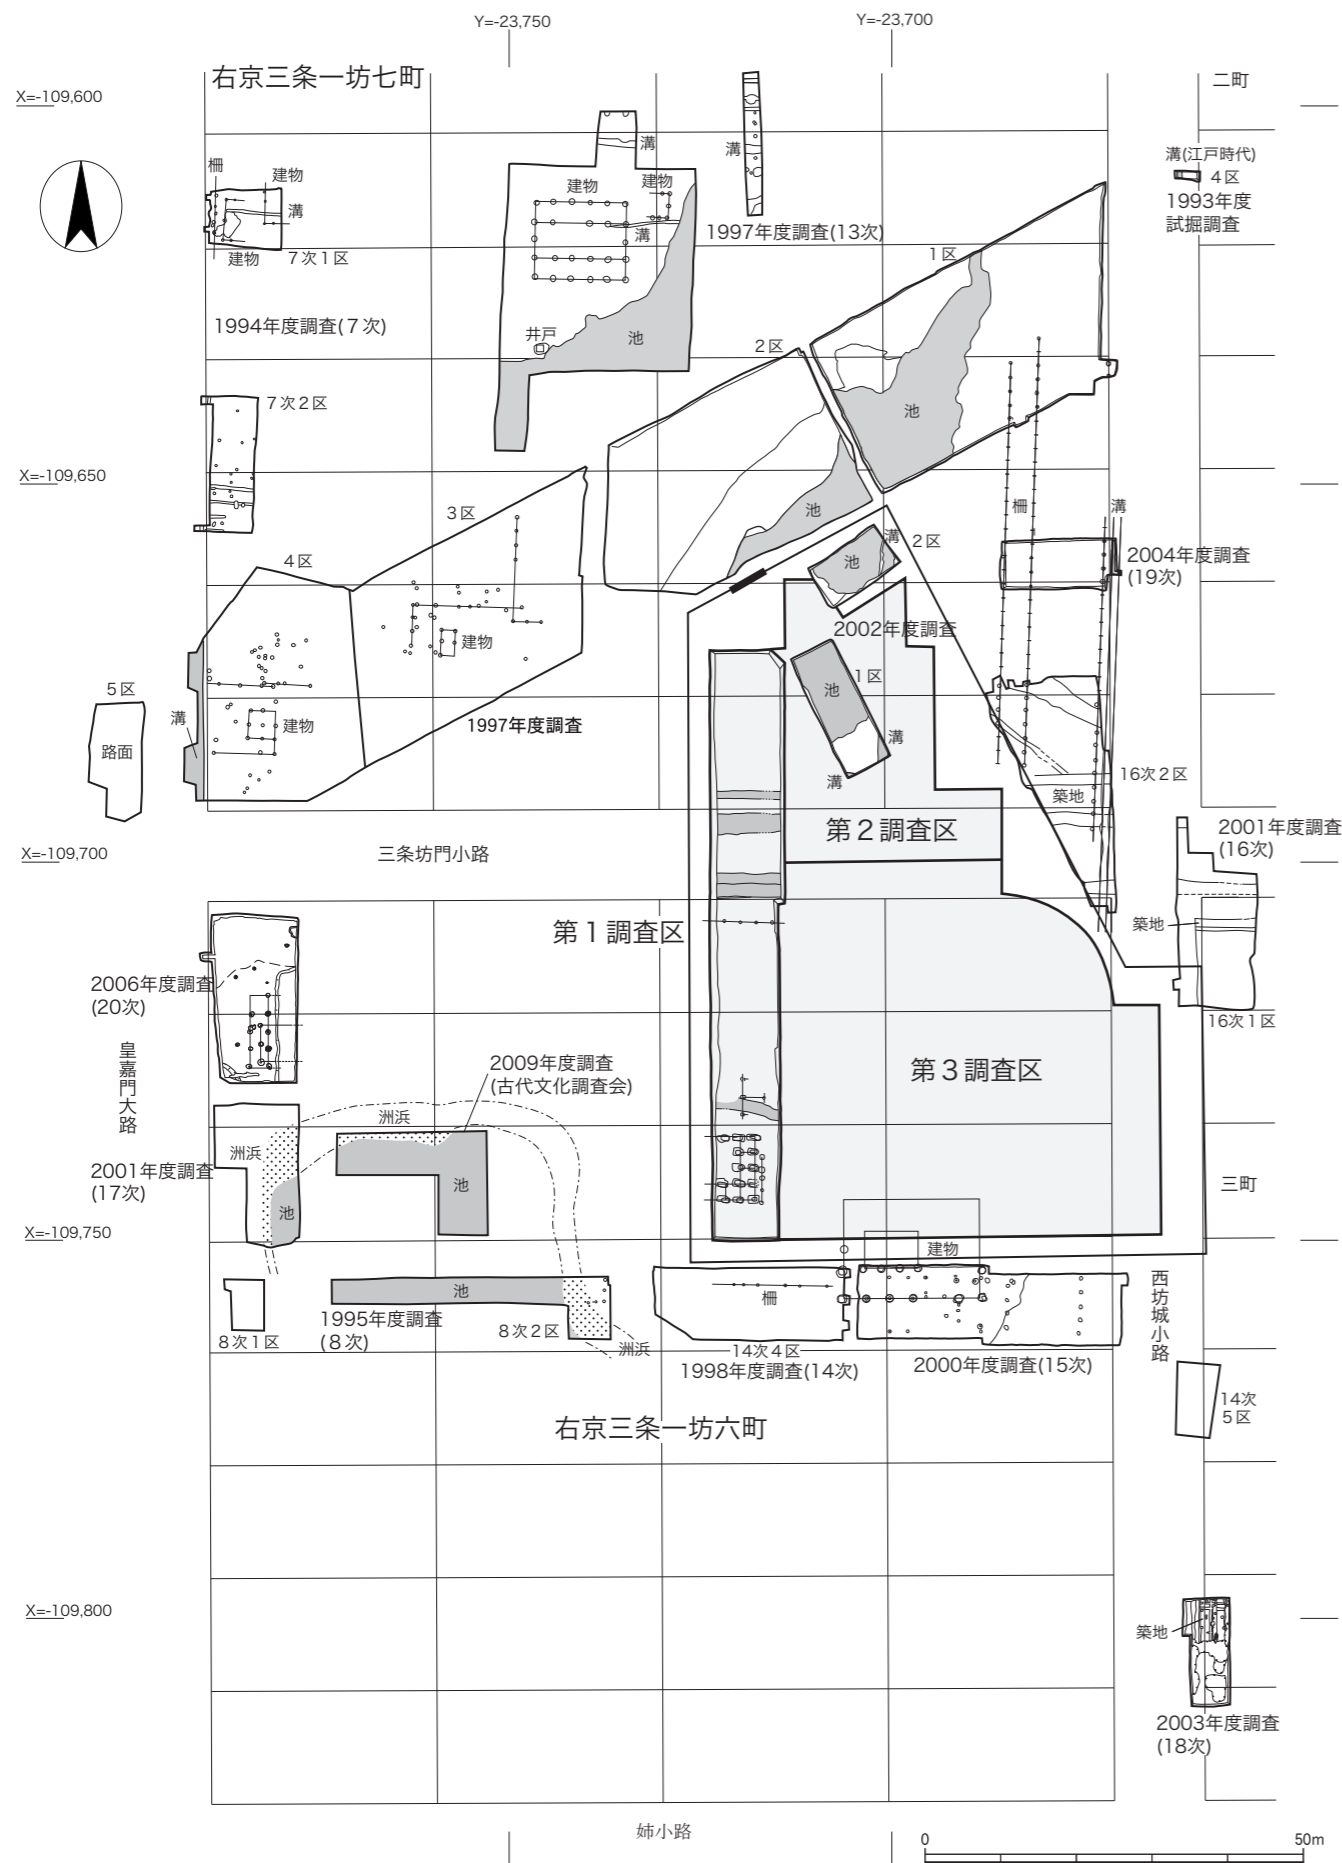 Y=-23,750
Y=-23,700
右京三条一坊七町
二町
X=-109,600
溝
溝
溝(江戸時代)
4区
1993年度
試掘調査
柵
建物
溝
建物
7次1区
建物
建物
溝
1997年度調査(13次)
1区
1994年度調査(7次)
井戸
池
2区
池
7次2区
X=-109,650
3区
池
柵
溝
4区
溝
2区
池
2004年度調査
(19次)
2002年度調査
建物
5区
池
1区
溝
建物
1997年度調査
路面
溝
溝
16次2区
築地
第2調査区
2001年度調査
(16次)
X=-109,700
三条坊門小路
第1調査区
築地
2006年度調査
(20次)
16次1区
皇嘉門大路
2009年度調査
(古代文化調査会)
第3調査区
洲浜
洲浜
2001年度調査
(17次)
池
池
三町
X=-109,750
建物
西坊城小路
池
柵
1995年度調査
(8次)
8次1区
8次2区
洲浜
14次4区
1998年度調査(14次)
2000年度調査(15次)
14次
5区
右京三条一坊六町
X=-109,800
築地
2003年度調査
(18次)
姉小路
0
50m